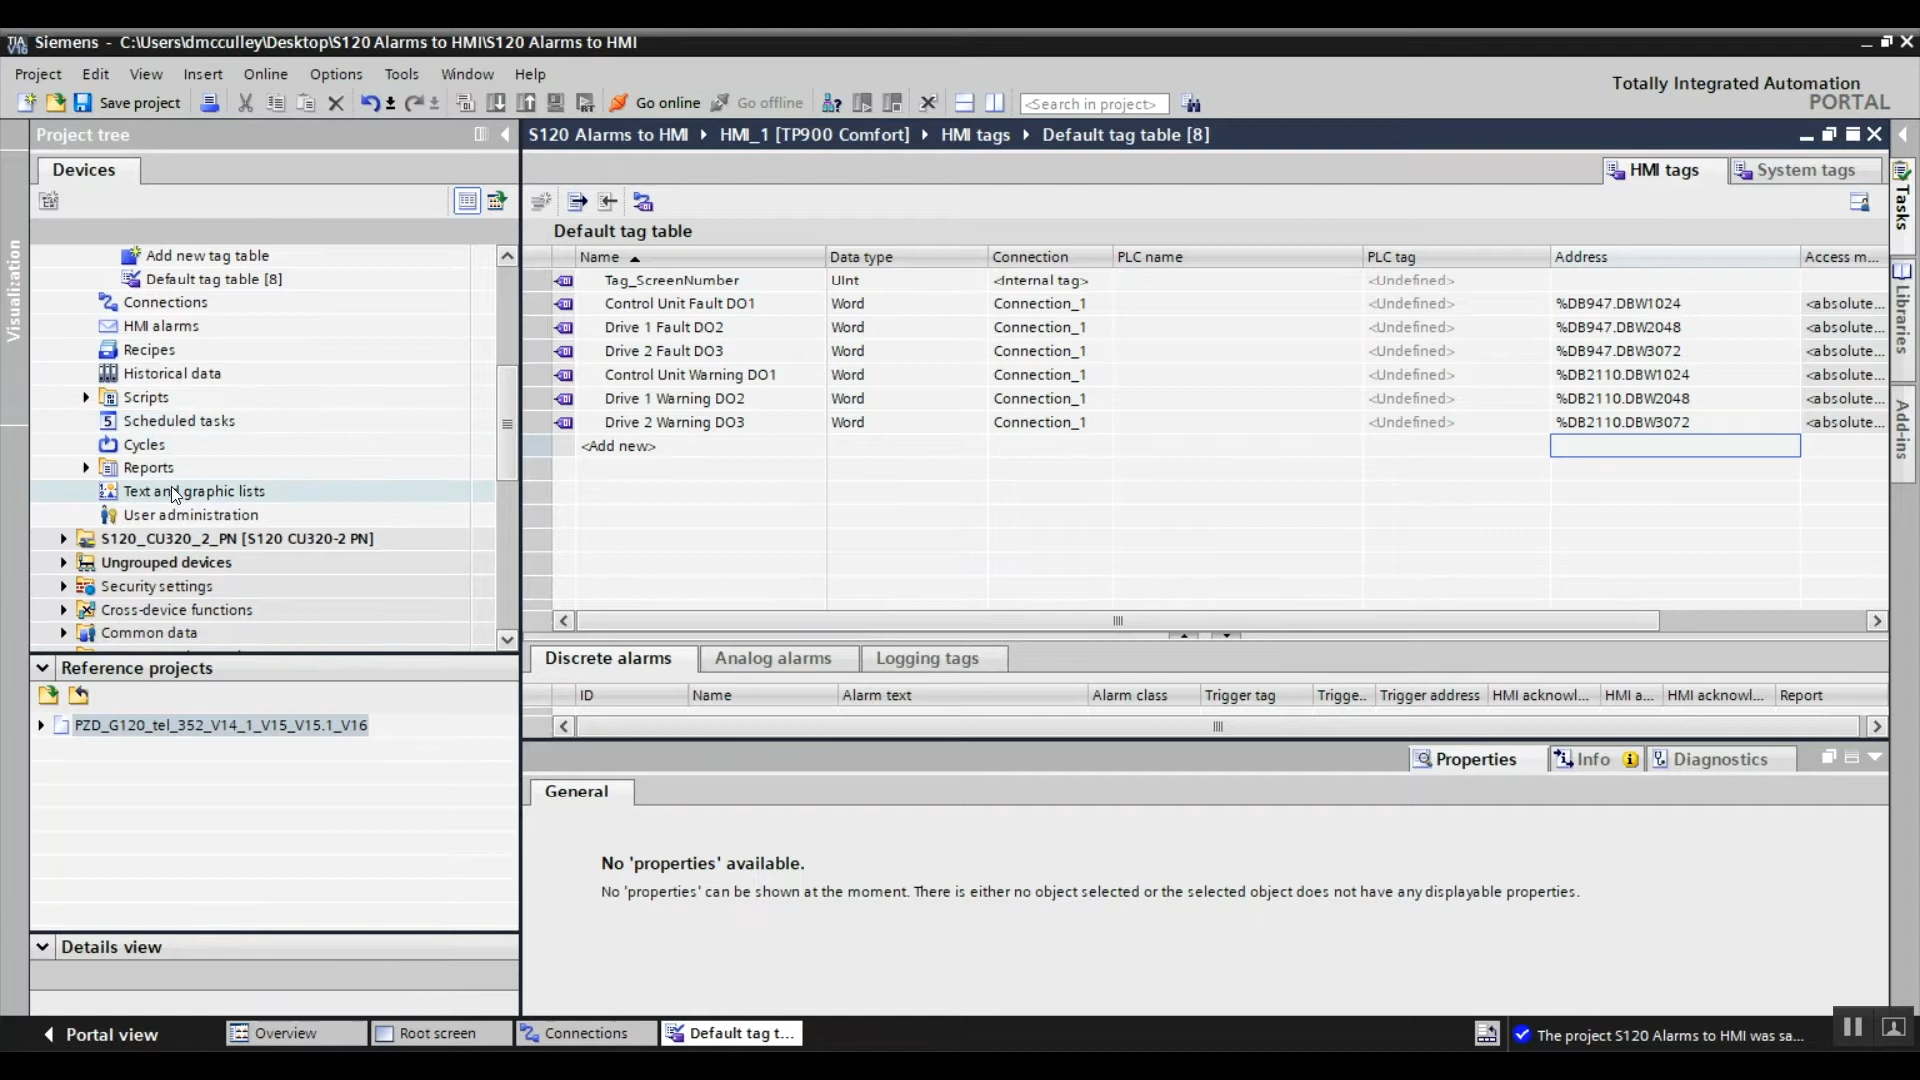 Siemens - C:\Users\dmcculley\Desktop\S120 Alarms to HMI\S120 Alarms to HMI
Project Edit View Insert Online Options Tools Window Help
Totally Integrated Automation
PORTAL
Save project Go online Go offline <Search in project>
Project tree
S120 Alarms to HMI HMI_1 [TP900 Comfort] HMI tags Default tag table [8]
Devices
HMI tags System tags
Default tag table
Name Data type Connection PLC name PLC tag Address Access m...
Tag_ScreenNumber UInt <Internal tag> <Undefined>
Control Unit Fault DO1 Word Connection_1 <Undefined> %DB947.DBW1024 <absolute...
Drive 1 Fault DO2 Word Connection_1 <Undefined> %DB947.DBW2048 <absolute...
Drive 2 Fault DO3 Word Connection_1 <Undefined> %DB947.DBW3072 <absolute...
Control Unit Warning DO1 Word Connection_1 <Undefined> %DB2110.DBW1024 <absolute...
Drive 1 Warning DO2 Word Connection_1 <Undefined> %DB2110.DBW2048 <absolute...
Drive 2 Warning DO3 Word Connection_1 <Undefined> %DB2110.DBW3072 <absolute...
<Add new>
Add new tag table
Default tag table [8]
Connections
HMI alarms
Recipes
Historical data
Scripts
Scheduled tasks
Cycles
Reports
Text and graphic lists
User administration
S120_CU320_2_PN [S120 CU320-2 PN]
Ungrouped devices
Security settings
Cross-device functions
Common data
Visualization
Tasks
Libraries
Add-ins
Reference projects
PZD_G120_tel_352_V14_1_V15_V15.1_V16
Details view
Discrete alarms Analog alarms Logging tags
ID Name Alarm text Alarm class Trigger tag Trigge.. Trigger address HMI acknowl... HMI a... HMI acknowl... Report
Properties Info Diagnostics
General
No 'properties' available.
No 'properties' can be shown at the moment. There is either no object selected or the selected object does not have any displayable properties.
Portal view Overview Root screen Connections Default tag t... The project S120 Alarms to HMI was sa...